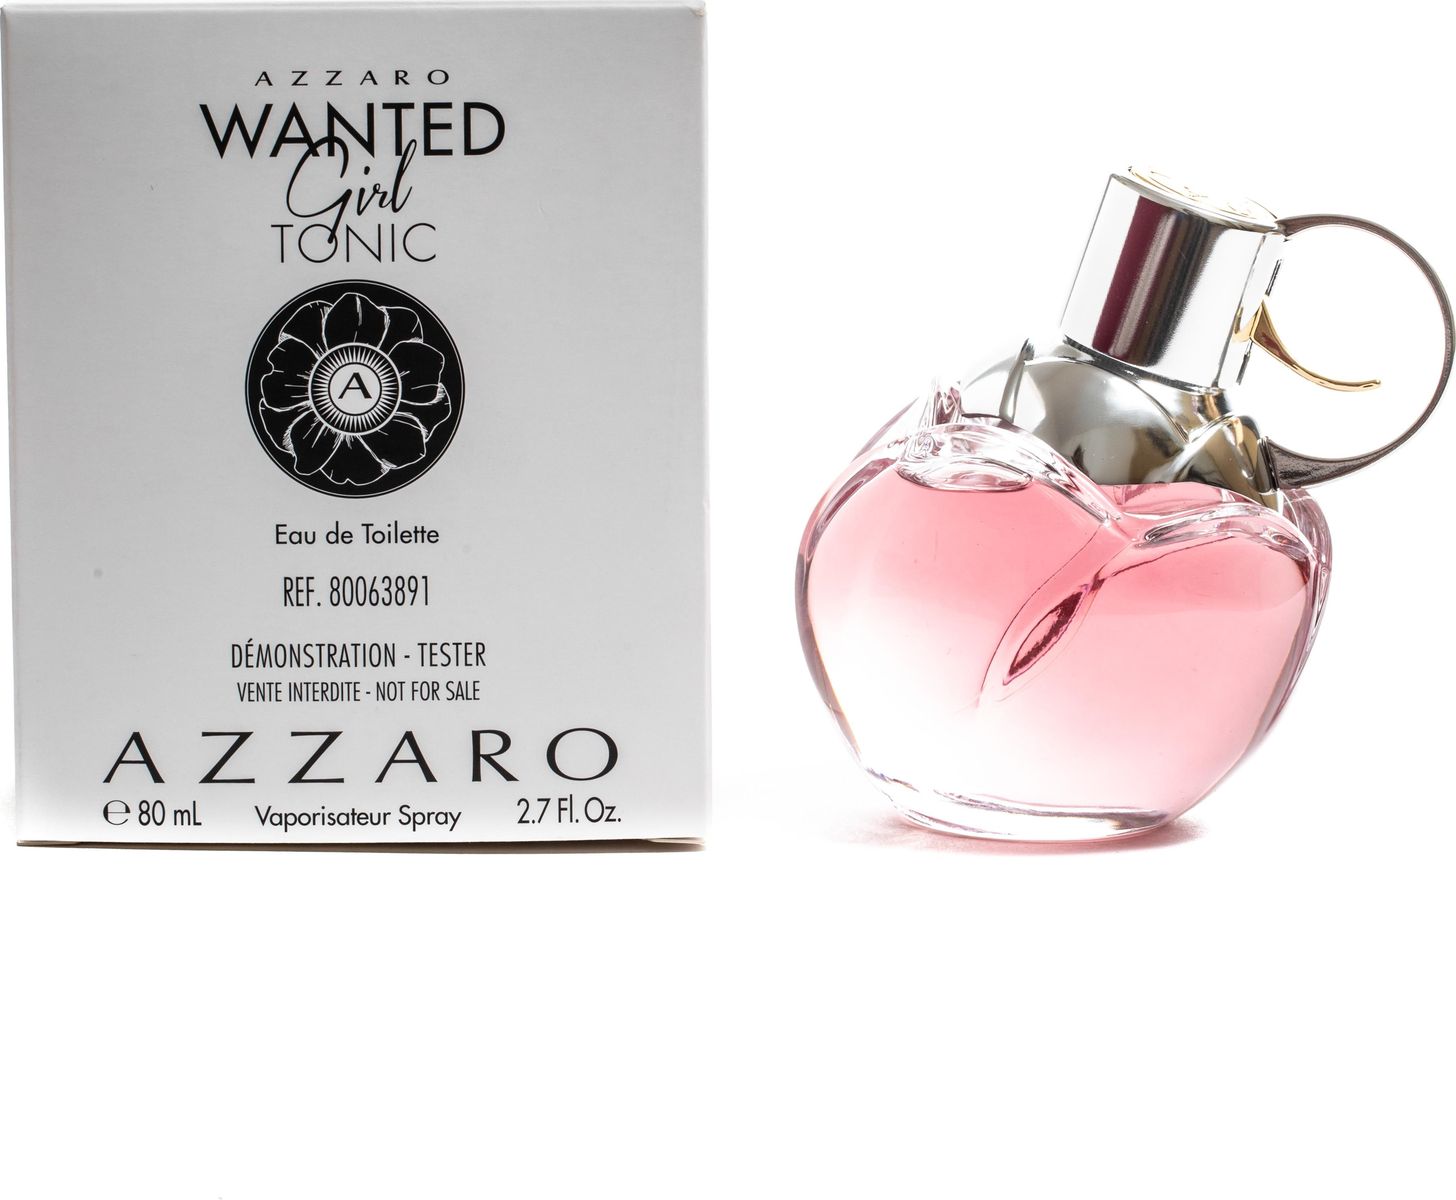 AZZARO
WANTED
Girl
TONIC
A
Eau de Toilette
REF. 80063891
DÉMONSTRATION - TESTER
VENTE INTERDITE - NOT FOR SALE
AZZARO
℮ 80 mL Vaporisateur Spray 2.7 Fl. Oz.